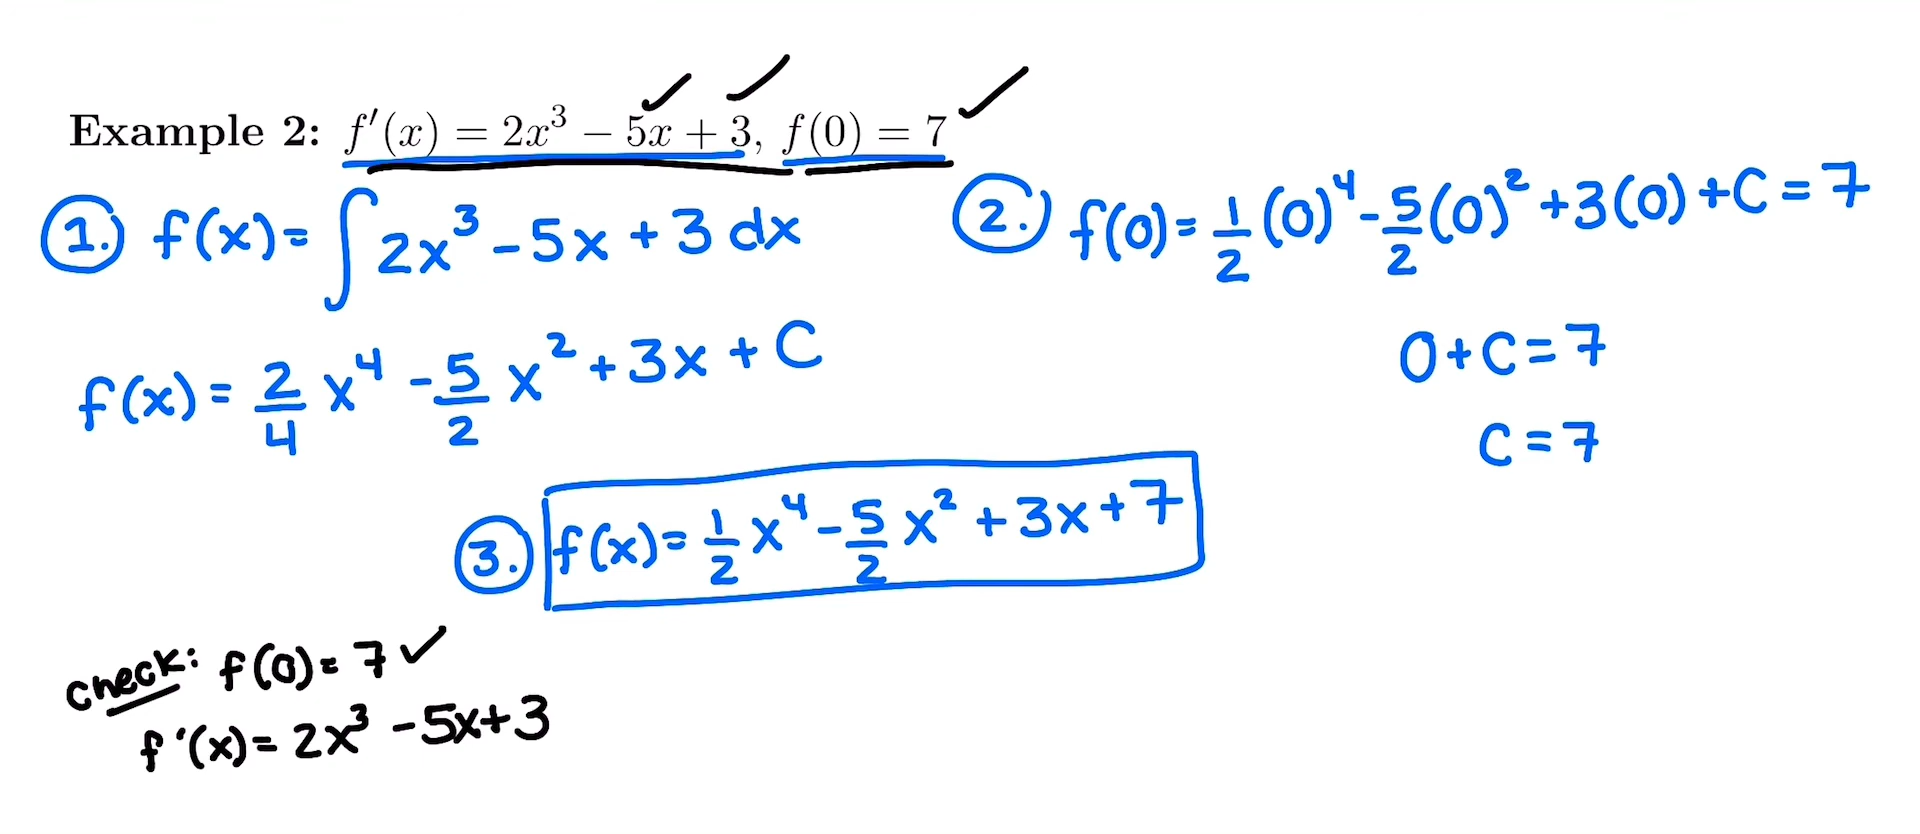 Example 2: f′(x) = 2x³ − 5x + 3, f(0) = 7
1. f(x) = ∫ 2x³ - 5x + 3 dx
f(x) = 2/4 x⁴ - 5/2 x² + 3x + C
2. f(0) = 1/2 (0)⁴ - 5/2 (0)² + 3(0) + C = 7
0 + C = 7
C = 7
3. f(x) = 1/2 x⁴ - 5/2 x² + 3x + 7
check: f(0) = 7 ✓
f'(x) = 2x³ - 5x + 3